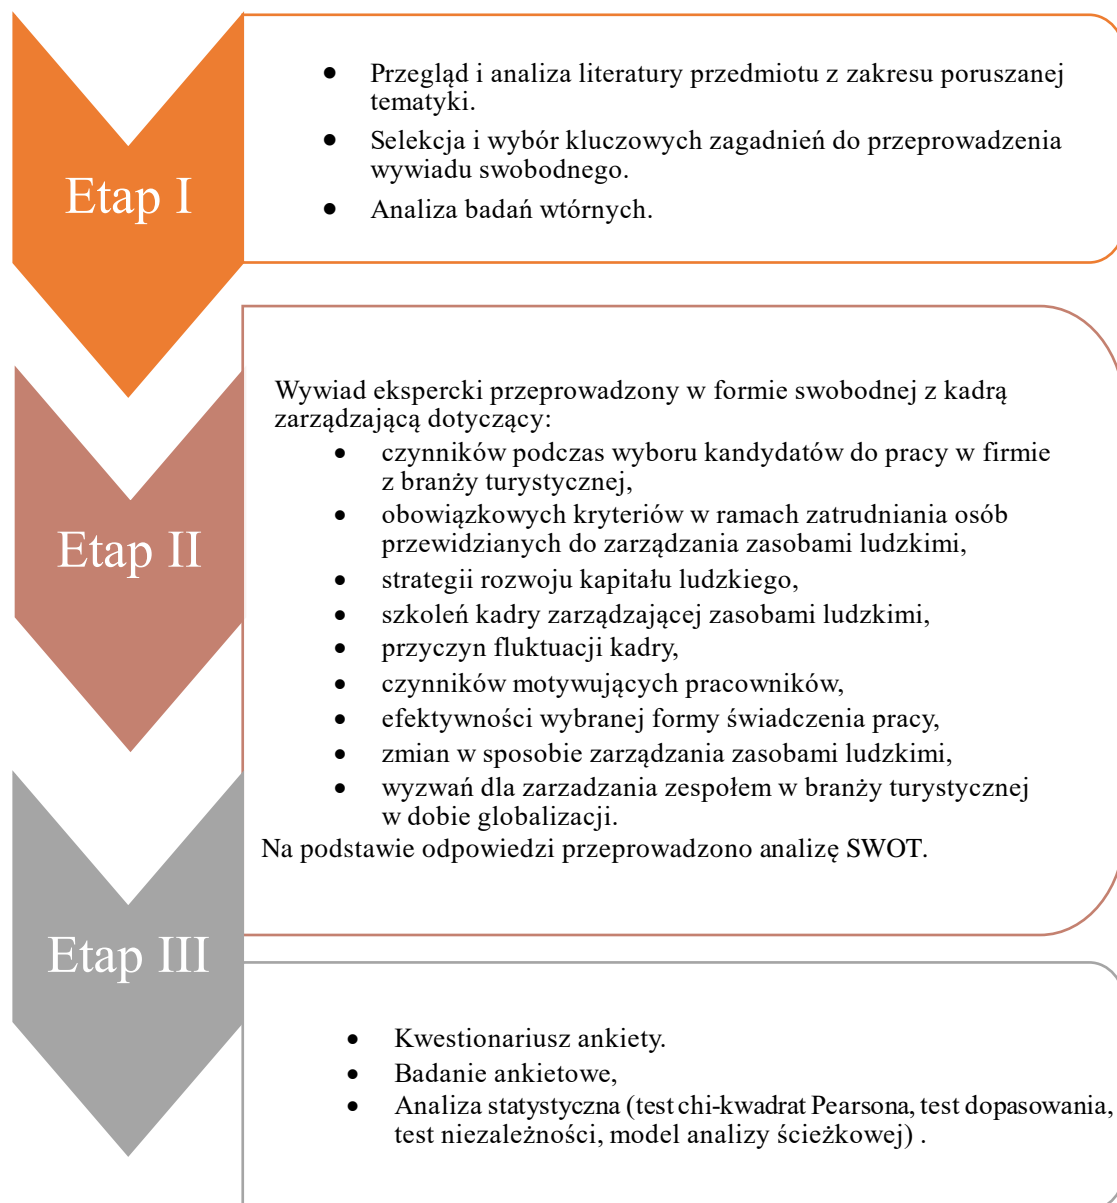 Etap I
• Przegląd i analiza literatury przedmiotu z zakresu poruszanej
tematyki.
• Selekcja i wybór kluczowych zagadnień do przeprowadzenia
wywiadu swobodnego.
• Analiza badań wtórnych.
Etap II
Wywiad ekspercki przeprowadzony w formie swobodnej z kadrą
zarządzającą dotyczący:
• czynników podczas wyboru kandydatów do pracy w firmie
z branży turystycznej,
• obowiązkowych kryteriów w ramach zatrudniania osób
przewidzianych do zarządzania zasobami ludzkimi,
• strategii rozwoju kapitału ludzkiego,
• szkoleń kadry zarządzającej zasobami ludzkimi,
• przyczyn fluktuacji kadry,
• czynników motywujących pracowników,
• efektywności wybranej formy świadczenia pracy,
• zmian w sposobie zarządzania zasobami ludzkimi,
• wyzwań dla zarzadzania zespołem w branży turystycznej
w dobie globalizacji.
Na podstawie odpowiedzi przeprowadzono analizę SWOT.
Etap III
• Kwestionariusz ankiety.
• Badanie ankietowe,
• Analiza statystyczna (test chi-kwadrat Pearsona, test dopasowania,
test niezależności, model analizy ścieżkowej) .